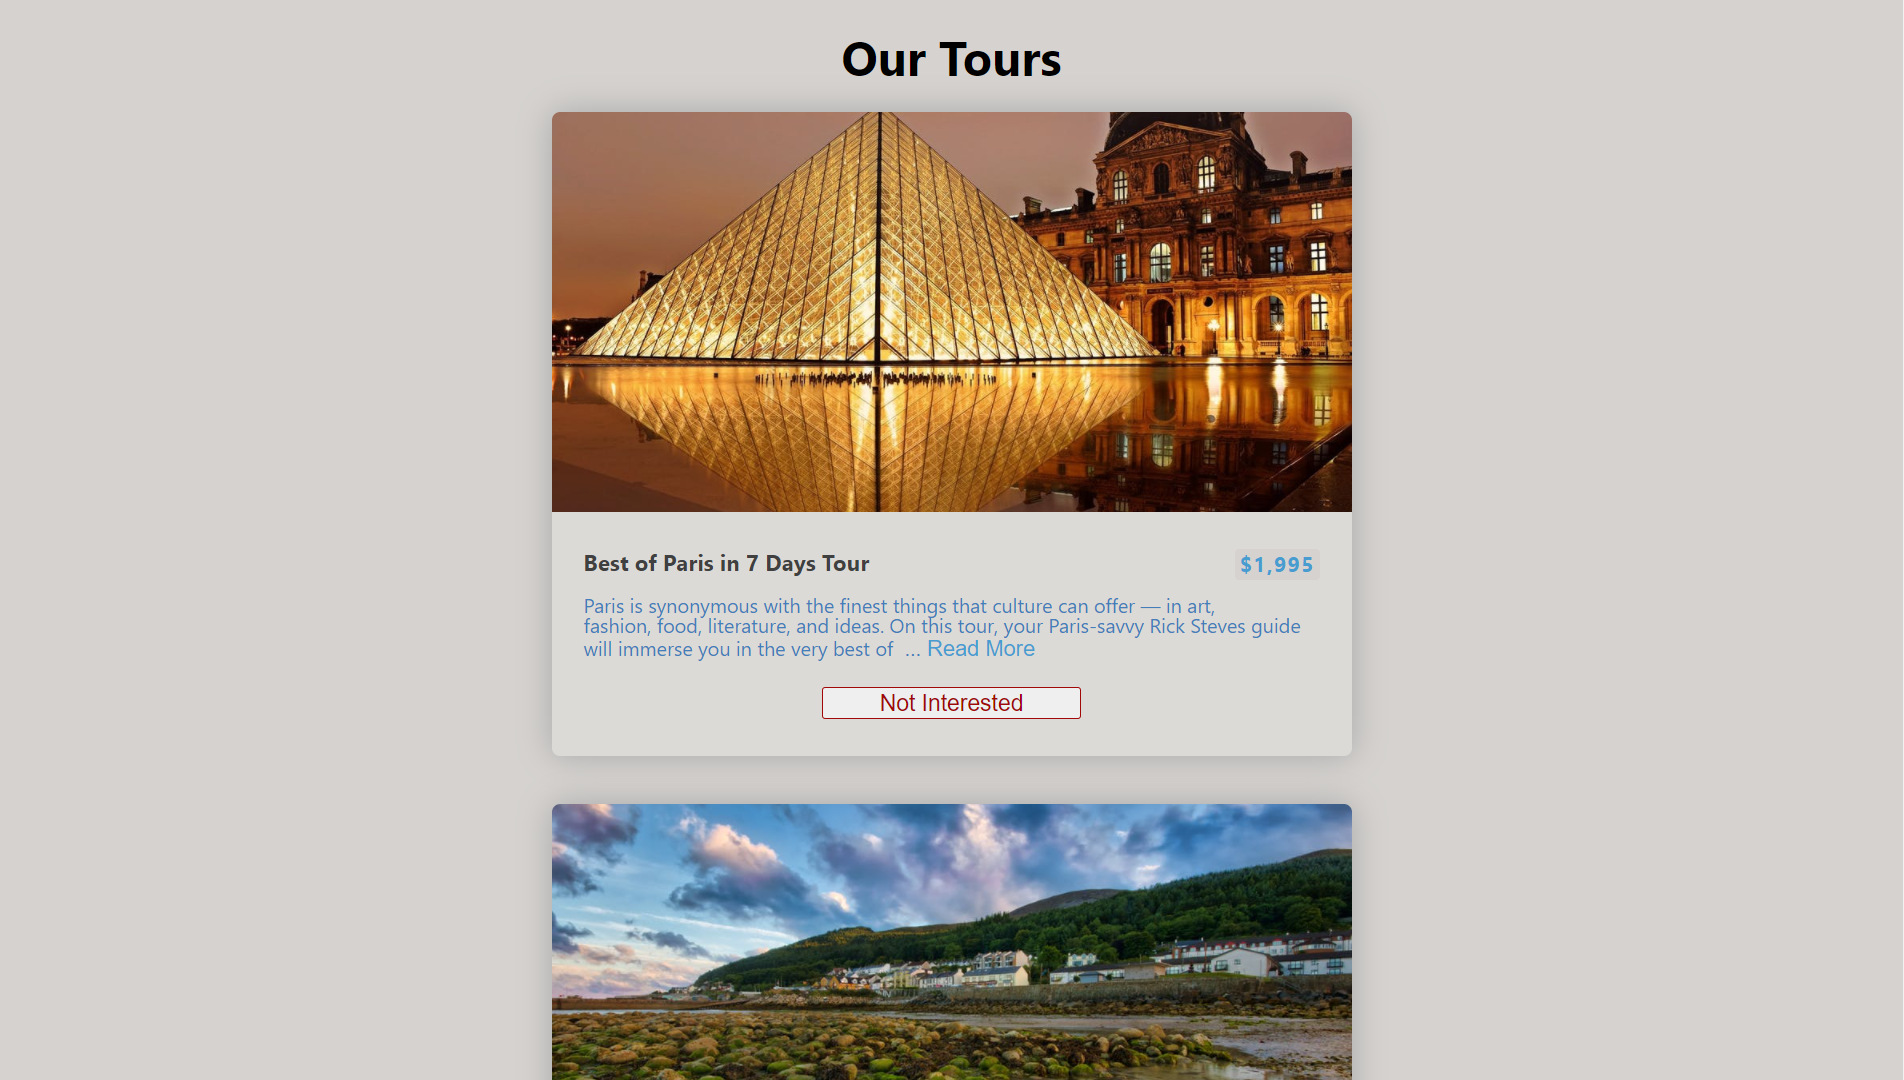 Our Tours
Best of Paris in 7 Days Tour
$1,995
Paris is synonymous with the finest things that culture can offer — in art,
fashion, food, literature, and ideas. On this tour, your Paris-savvy Rick Steves guide
will immerse you in the very best of  ... Read More
Not Interested